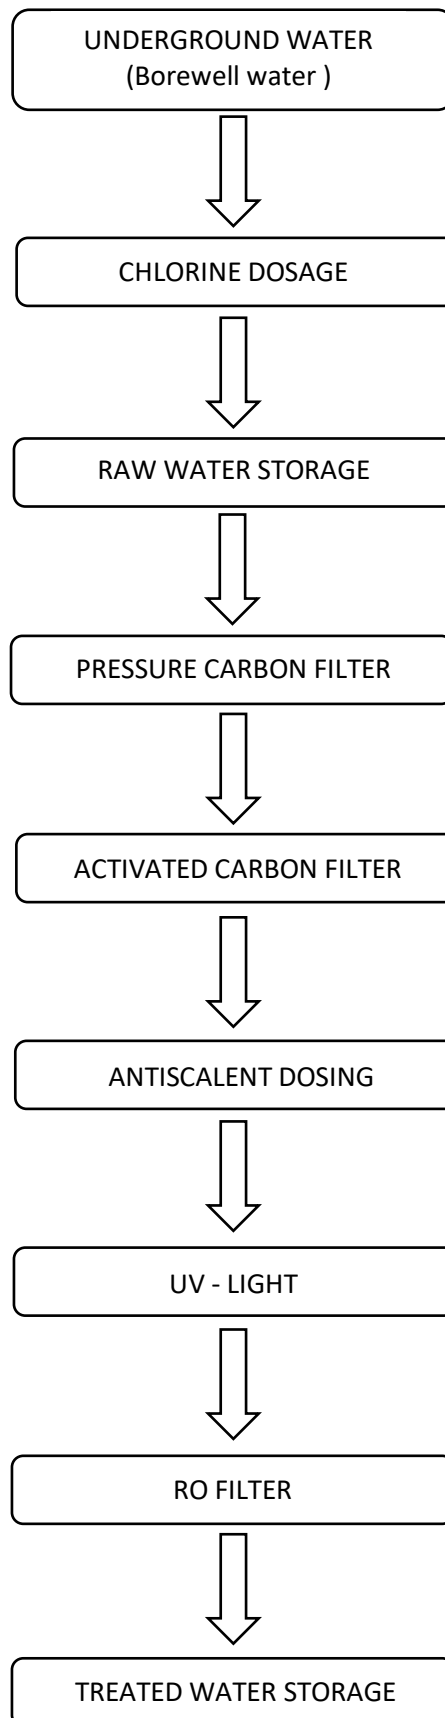 UNDERGROUND WATER
(Borewell water )
CHLORINE DOSAGE
RAW WATER STORAGE
PRESSURE CARBON FILTER
ACTIVATED CARBON FILTER
ANTISCALENT DOSING
UV - LIGHT
RO FILTER
TREATED WATER STORAGE